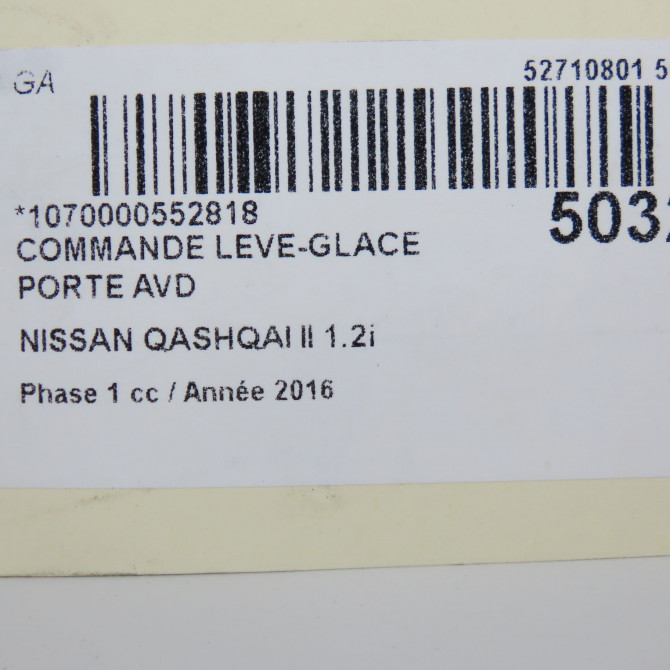 GA
52710801 5
*1070000552818
503
COMMANDE LEVE-GLACE
PORTE AVD
NISSAN QASHQAI II 1.2i
Phase 1 cc / Année 2016